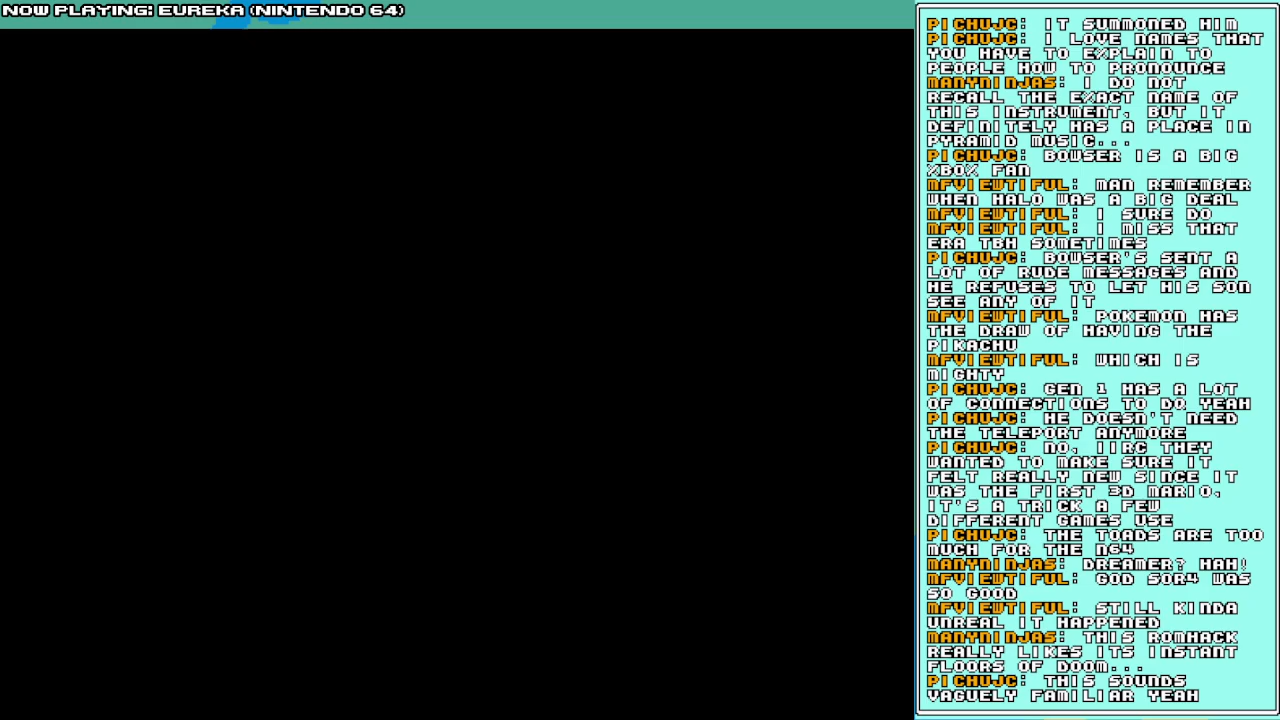 NOW PLAYING: EUREKA (NINTENDO 64)
PICHUJC: IT SUMMONED HIM
PICHUJC: I LOVE NAMES THAT
YOU HAVE TO EXPLAIN TO
PEOPLE HOW TO PRONOUNCE
MANYNINJAS: I DO NOT
RECALL THE EXACT NAME OF
THIS INSTRUMENT, BUT IT
DEFINITELY HAS A PLACE IN
PYRAMID MUSIC...
PICHUJC: BOWSER IS A BIG
XBOX FAN
MFVIEWTIFUL: MAN REMEMBER
WHEN HALO WAS A BIG DEAL
MFVIEWTIFUL: I SURE DO
MFVIEWTIFUL: I MISS THAT
ERA TBH SOMETIMES
PICHUJC: BOWSER'S SENT A
LOT OF RUDE MESSAGES AND
HE REFUSES TO LET HIS SON
SEE ANY OF IT
MFVIEWTIFUL: POKEMON HAS
THE DRAW OF HAVING THE
PIKACHU
MFVIEWTIFUL: WHICH IS
MIGHTY
PICHUJC: GEN 1 HAS A LOT
OF CONNECTIONS TO DQ YEAH
PICHUJC: HE DOESN'T NEED
THE TELEPORT ANYMORE
PICHUJC: NO, IIRC THEY
WANTED TO MAKE SURE IT
FELT REALLY NEW SINCE IT
WAS THE FIRST 3D MARIO.
IT'S A TRICK A FEW
DIFFERENT GAMES USE
PICHUJC: THE TOADS ARE TOO
MUCH FOR THE N64
MANYNINJAS: DREAMER? HAH!
MFVIEWTIFUL: GOD SOR4 WAS
SO GOOD
MFVIEWTIFUL: STILL KINDA
UNREAL IT HAPPENED
MANYNINJAS: THIS ROMHACK
REALLY LIKES ITS INSTANT
FLOORS OF DOOM...
PICHUJC: THIS SOUNDS
VAGUELY FAMILIAR YEAH